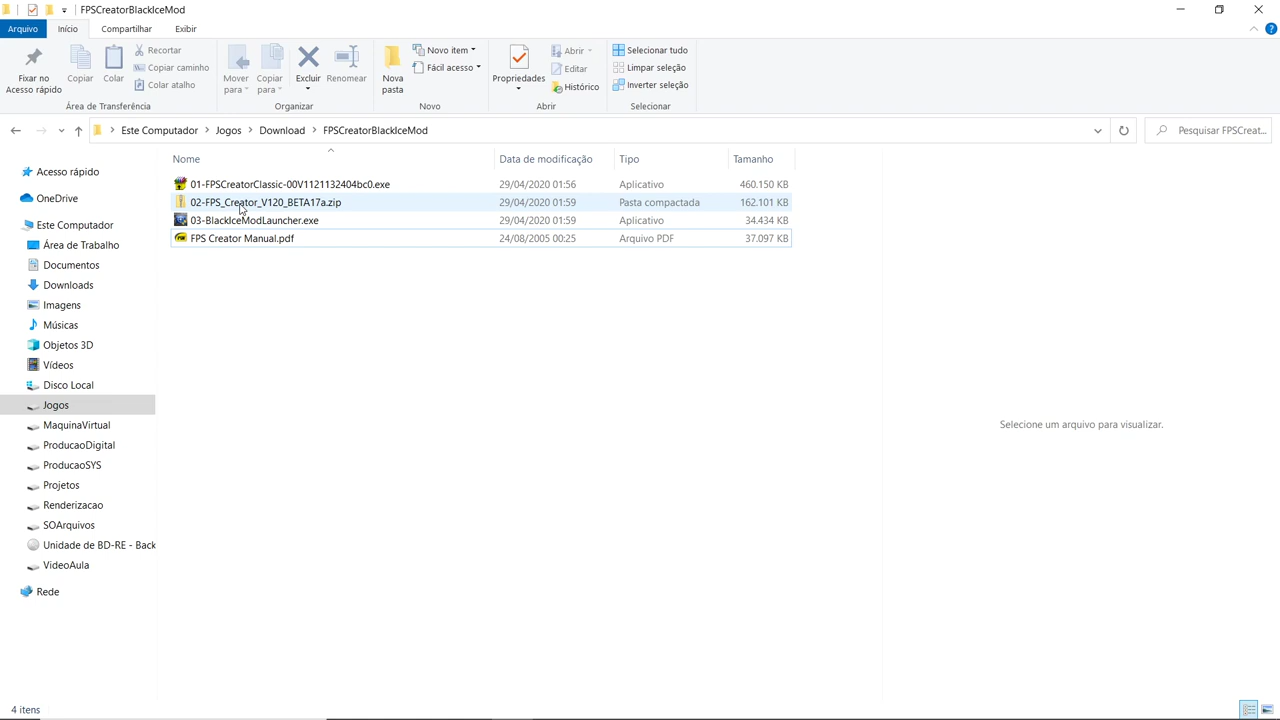 FPSCreatorBlackIceMod
Arquivo Início Compartilhar Exibir
Fixar no Acesso rápido
Copiar
Colar
Recortar
Copiar caminho
Colar atalho
Área de Transferência
Mover para
Copiar para
Excluir
Renomear
Organizar
Nova pasta
Novo item
Fácil acesso
Novo
Propriedades
Abrir
Editar
Histórico
Abrir
Selecionar tudo
Limpar seleção
Inverter seleção
Selecionar
Este Computador > Jogos > Download > FPSCreatorBlackIceMod
Pesquisar FPSCreat...
Nome Data de modificação Tipo Tamanho
01-FPSCreatorClassic-00V1121132404bc0.exe 29/04/2020 01:56 Aplicativo 460.150 KB
02-FPS_Creator_V120_BETA17a.zip 29/04/2020 01:59 Pasta compactada 162.101 KB
03-BlackIceModLauncher.exe 29/04/2020 01:59 Aplicativo 34.434 KB
FPS Creator Manual.pdf 24/08/2005 00:25 Arquivo PDF 37.097 KB
Acesso rápido
OneDrive
Este Computador
Área de Trabalho
Documentos
Downloads
Imagens
Músicas
Objetos 3D
Vídeos
Disco Local
Jogos
MaquinaVirtual
ProducaoDigital
ProducaoSYS
Projetos
Renderizacao
SOArquivos
Unidade de BD-RE - Back
VideoAula
Rede
Selecione um arquivo para visualizar.
4 itens